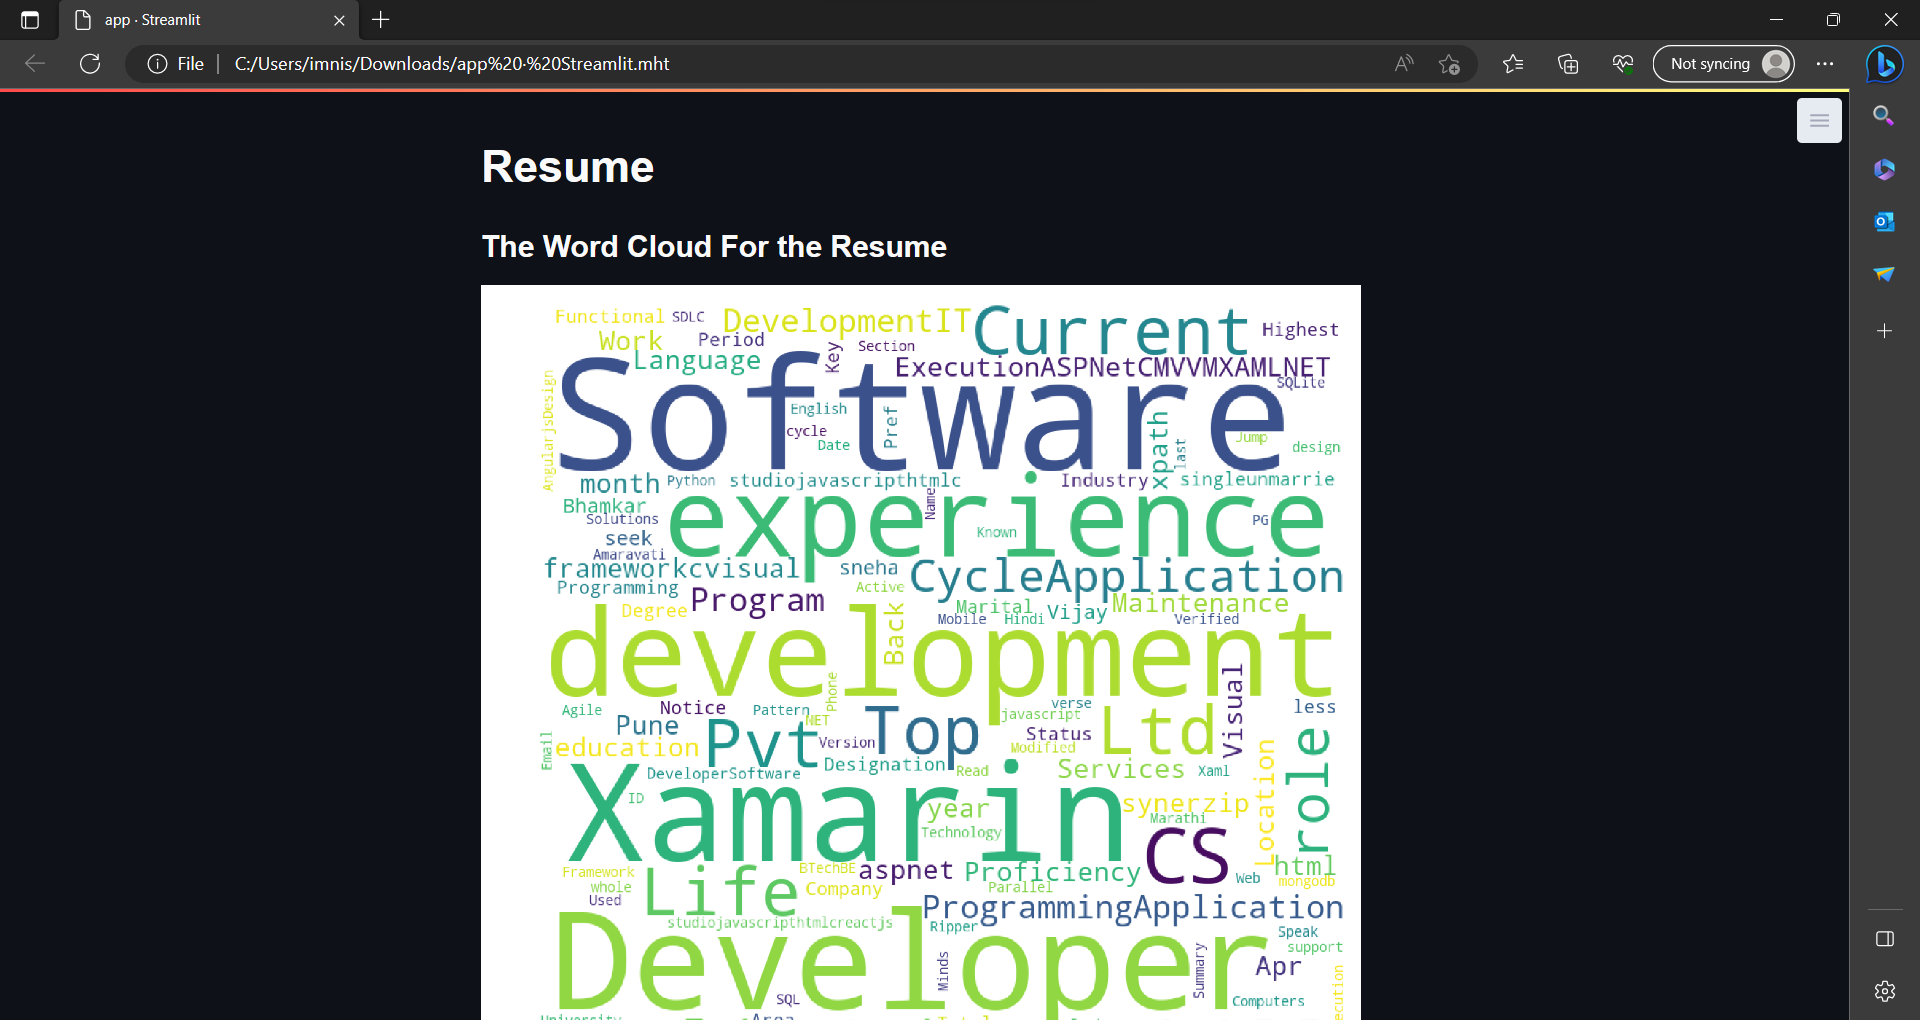 app · Streamlit
File
C:/Users/imnis/Downloads/app%20·%20Streamlit.mht
Not syncing
Resume
The Word Cloud For the Resume
Functional SDLC DevelopmentIT Current Highest
Work Period Key Section
Language ExecutionASPNetCMVVMXAMLNET
SQLite
AngularjsDesign Software
English Pref xpath
cycle Jump
Date last design
month Python studiojavascripthtmlc Industry singleunmarrie
Bhamkar Name
Solutions experience PG
seek Known
Amaravati
frameworkcvisual sneha CycleApplication
Programming Active
Degree Program Back Marital Vijay Maintenance
Mobile Hindi Verified
development
Phone Visual
Agile Notice Pattern verse less
Pune NET Top javascript Ltd
Email education Pvt Version Status
Modified Location role
DeveloperSoftware Designation Read Services Xaml
ID Xamarin year synerzip
Marathi
Technology CS
Framework BTechBE aspnet Proficiency Web html
whole Life Company Parallel mongodb
Used
ProgrammingApplication
studiojavascripthtmlcreactjs Ripper Speak
support
Developer Minds Summary Apr
SQL Computers